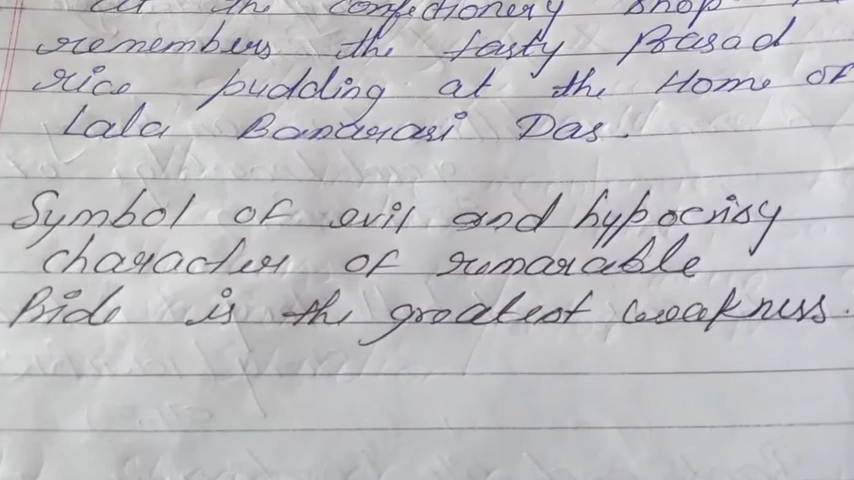 at the confectionery shop
remembers the tasty Prasad
rice pudding at the Home of
Lala Banarasi Das.
Symbol of evil and hypocrisy
character of remarable
Pride is the greatest weakness.